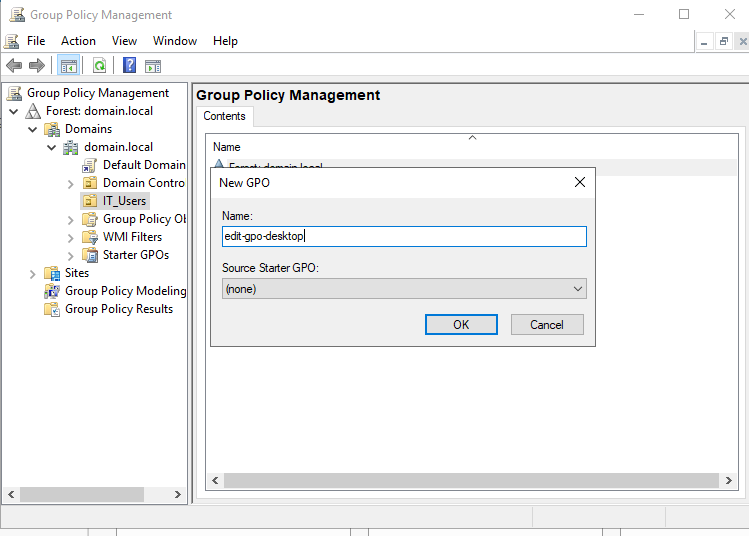 Group Policy Management
File Action View Window Help
Group Policy Management
Forest: domain.local
Domains
domain.local
Default Domain
Domain Contro
IT_Users
Group Policy Ob
WMI Filters
Starter GPOs
Sites
Group Policy Modeling
Group Policy Results
Group Policy Management
Contents
Name
Forest: domain.local
New GPO
Name:
edit-gpo-desktop
Source Starter GPO:
(none)
OK Cancel